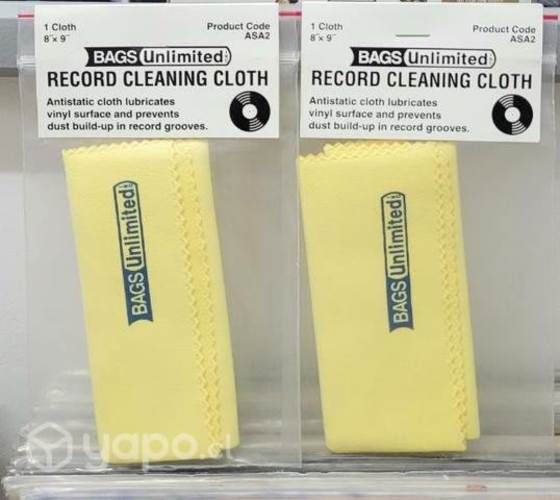 1 Cloth
8"x 9"
Product Code
ASA2
BAGS Unlimited
RECORD CLEANING CLOTH
Antistatic cloth lubricates
vinyl surface and prevents
dust build-up in record grooves.
BAGS Unlimited
1 Cloth
8"x 9"
Product Code
ASA2
BAGS Unlimited
RECORD CLEANING CLOTH
Antistatic cloth lubricates
vinyl surface and prevents
dust build-up in record grooves.
BAGS Unlimited
yapo.cl